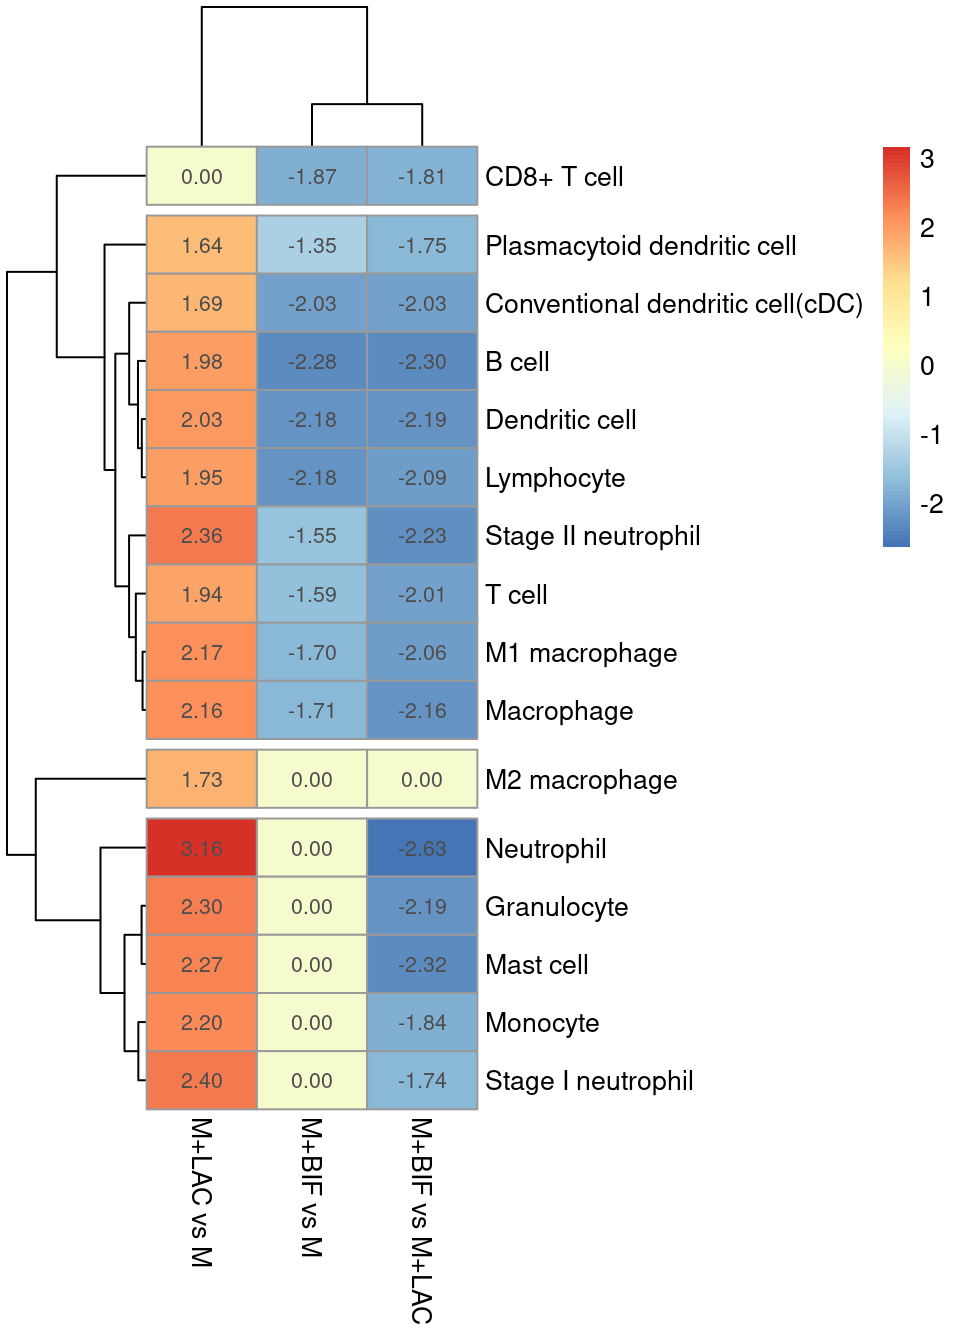 0.00 -1.87 -1.81 CD8+ T cell
1.64 -1.35 -1.75 Plasmacytoid dendritic cell
1.69 -2.03 -2.03 Conventional dendritic cell(cDC)
1.98 -2.28 -2.30 B cell
2.03 -2.18 -2.19 Dendritic cell
1.95 -2.18 -2.09 Lymphocyte
2.36 -1.55 -2.23 Stage II neutrophil
1.94 -1.59 -2.01 T cell
2.17 -1.70 -2.06 M1 macrophage
2.16 -1.71 -2.16 Macrophage
1.73 0.00 0.00 M2 macrophage
3.16 0.00 -2.63 Neutrophil
2.30 0.00 -2.19 Granulocyte
2.27 0.00 -2.32 Mast cell
2.20 0.00 -1.84 Monocyte
2.40 0.00 -1.74 Stage I neutrophil
M+LAC vs M
M+BIF vs M
M+BIF vs M+LAC
3
2
1
0
-1
-2